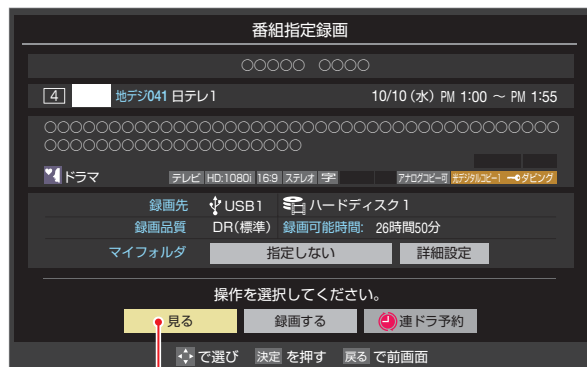 番組指定録画
○○○○○ ○○○○
4 地デジ041 日テレ1 10/10 (水) PM 1:00 ～ PM 1:55
○○○○○○○○○○○○○○○○○○○○○○○○○○○○○○
○○○○○○○○○○○○○○○○○○○
ドラマ テレビ HD:1080i 16:9 ステレオ 字 アナログコピー可 光デジタルコピー1 ダビング
録画先 USB1 ハードディスク1
録画品質 DR(標準) 録画可能時間: 26時間50分
マイフォルダ 指定しない 詳細設定
操作を選択してください。
見る 録画する 連ドラ予約
で選び 決定 を押す 戻る で前画面